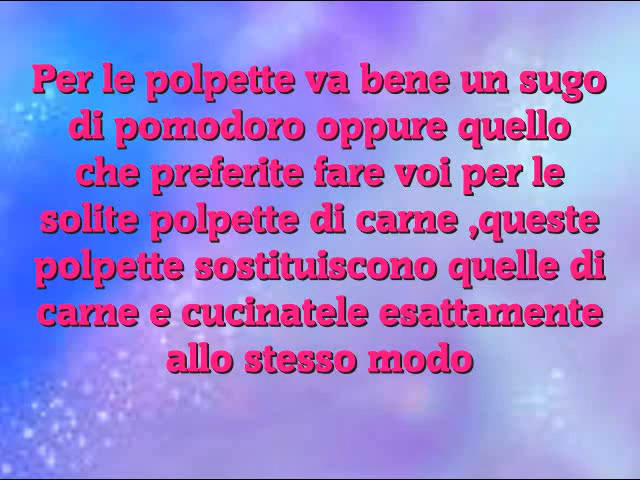 Per le polpette va bene un sugo
di pomodoro oppure quello
che preferite fare voi per le
solite polpette di carne ,queste
polpette sostituiscono quelle di
carne e cucinatele esattamente
allo stesso modo